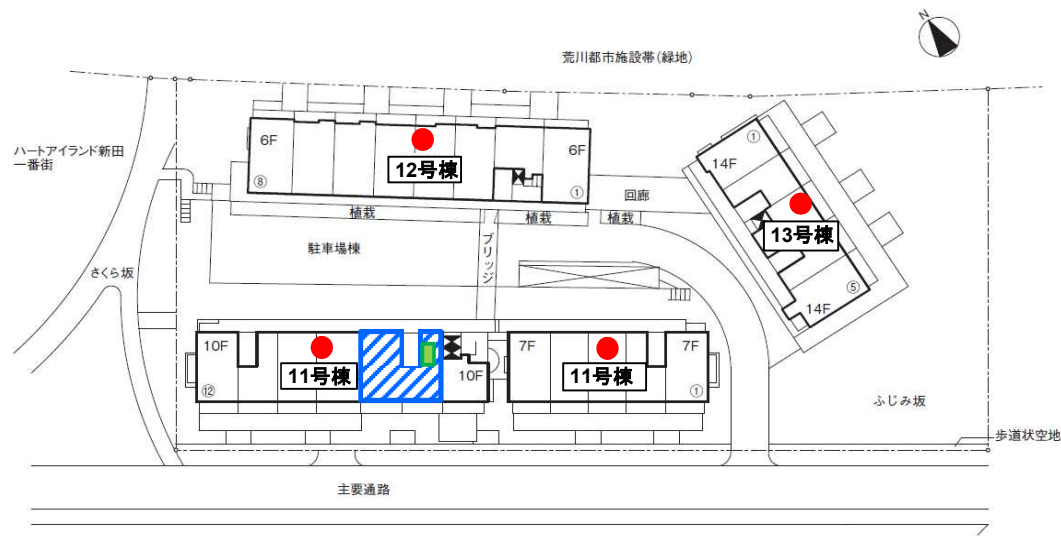 N
荒川都市施設帯(緑地)
ハートアイランド新田
一番街
6F
12号棟
6F
⑧
①
植栽
植栽
植栽
回廊
①
14F
13号棟
⑤
14F
駐車場棟
ブリッジ
さくら坂
10F
11号棟
⑫
10F
7F
11号棟
7F
①
ふじみ坂
歩道状空地
主要通路